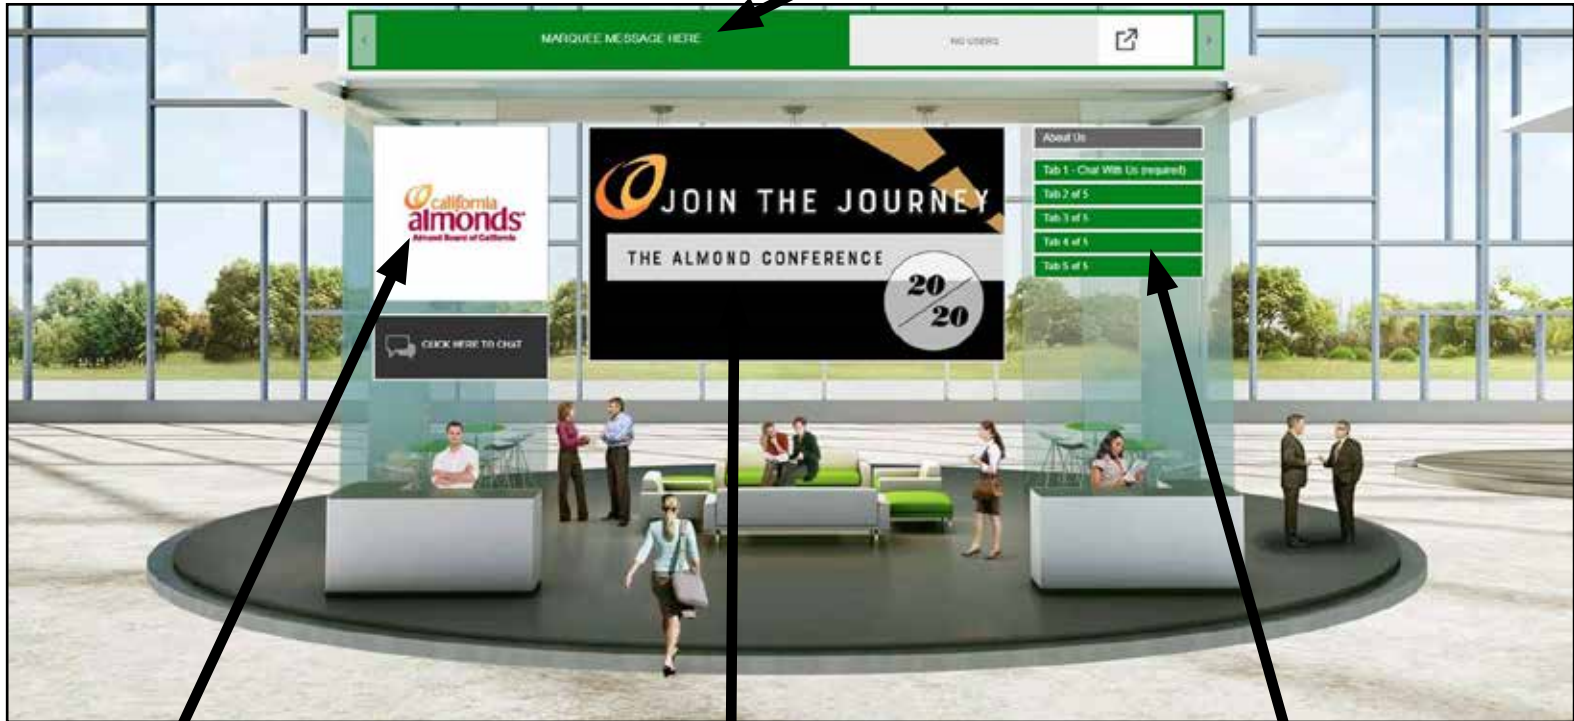 MARQUEE MESSAGE HERE
NO USERS
california
almonds
Almond Board of California
CLICK HERE TO CHAT
JOIN THE JOURNEY
THE ALMOND CONFERENCE
20/20
About Us
Tab 1 - Chat With Us (required)
Tab 2 of 5
Tab 3 of 5
Tab 4 of 5
Tab 5 of 5